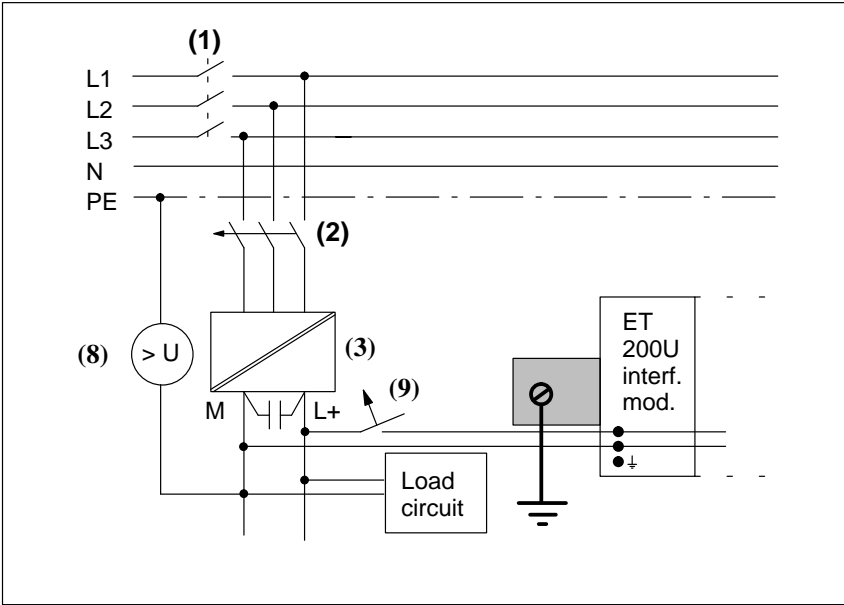 (1)
L1
L2
L3
N
PE
(2)
(8)
> U
(3)
M
L+
(9)
ET
200U
interf.
mod.
Load
circuit